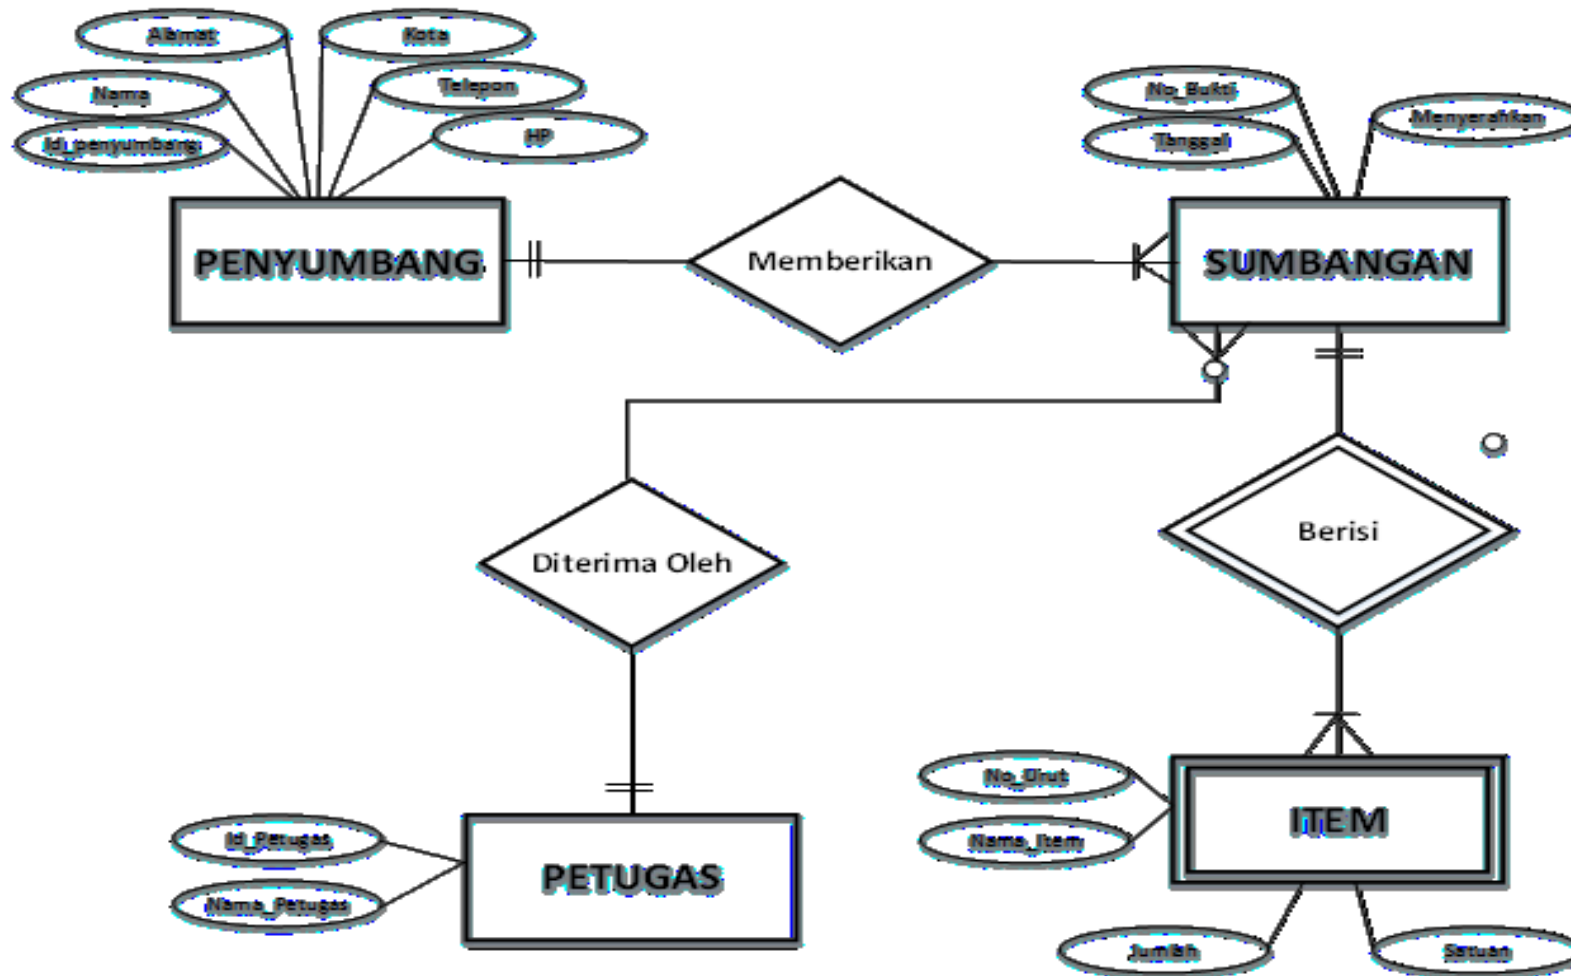 Alamat
Kota
Nama
Telepon
Id_penyumbang
HP
No_Bukti
Menyerahkan
Tanggal
PENYUMBANG
Memberikan
SUMBANGAN
Berisi
Diterima Oleh
No_Urut
Nama_Item
ITEM
Id_Petugas
Nama_Petugas
PETUGAS
Jumlah
Satuan